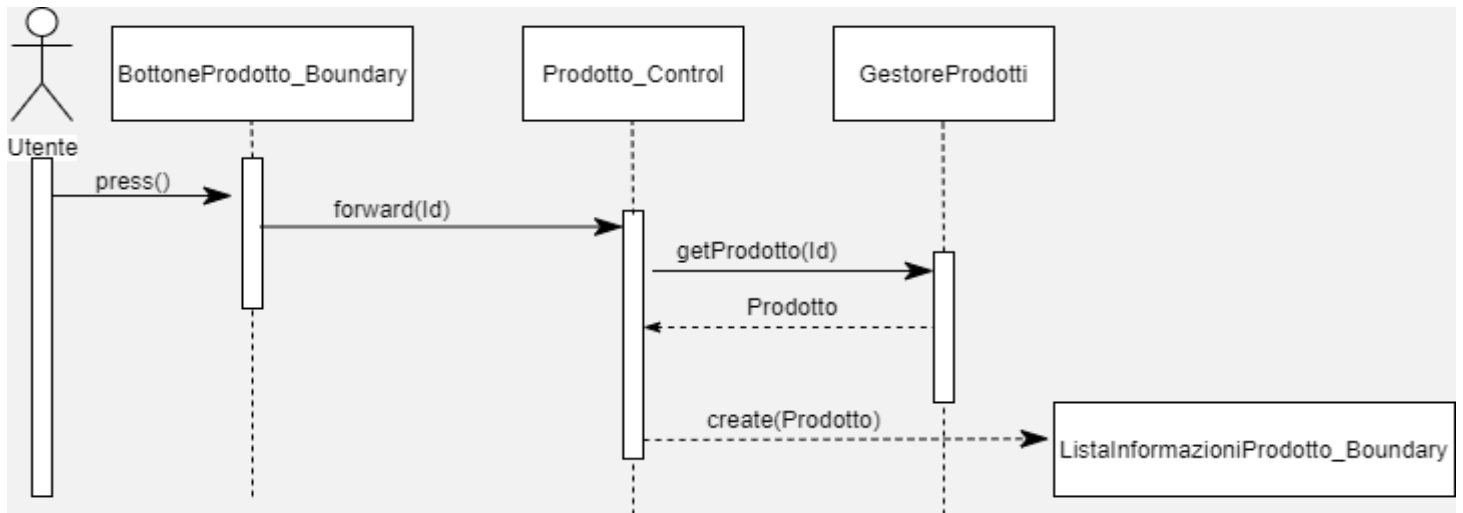 BottoneProdotto_Boundary
Prodotto_Control
GestoreProdotti
Utente
press()
forward(Id)
getProdotto(Id)
Prodotto
create(Prodotto)
ListaInformazioniProdotto_Boundary